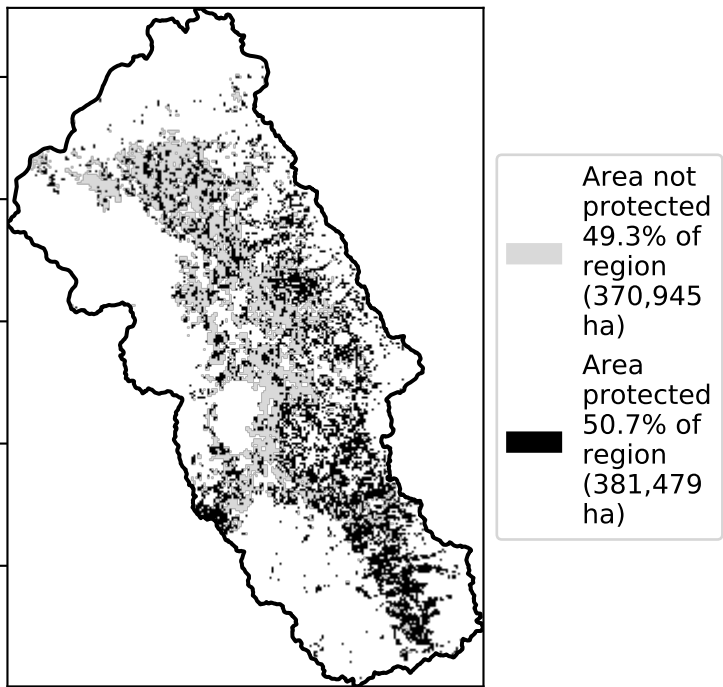 Area not
protected
49.3% of
region
(370,945
ha)
Area
protected
50.7% of
region
(381,479
ha)